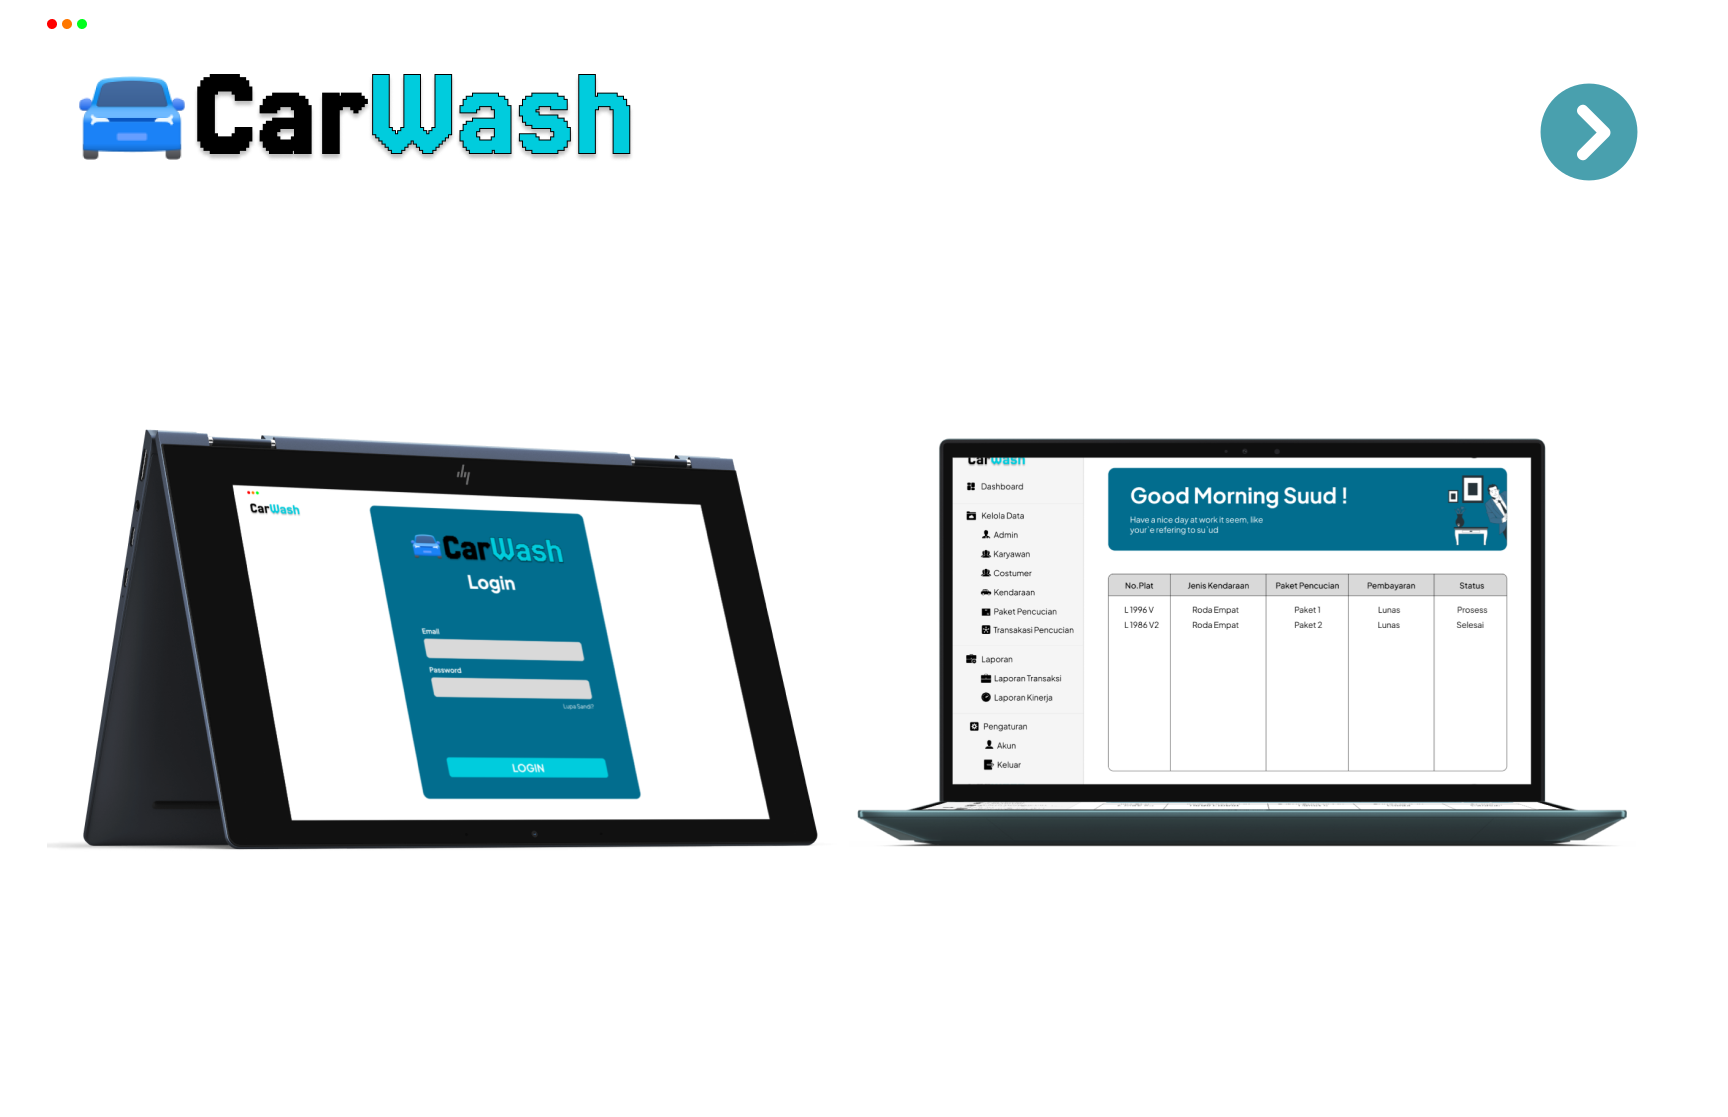 CarWash
CarWash
CarWash
Login
Email
Password
Lupa Sandi?
LOGIN
CarWash
Dashboard
Kelola Data
Admin
Karyawan
Costumer
Kendaraan
Paket Pencucian
Transakasi Pencucian
Laporan
Laporan Transaksi
Laporan Kinerja
Pengaturan
Akun
Keluar
Good Morning Suud !
Have a nice day at work it seem, like
your`e refering to su`ud
No.Plat Jenis Kendaraan Paket Pencucian Pembayaran Status
L 1996 V Roda Empat Paket 1 Lunas Prosess
L 1986 V2 Roda Empat Paket 2 Lunas Selesai